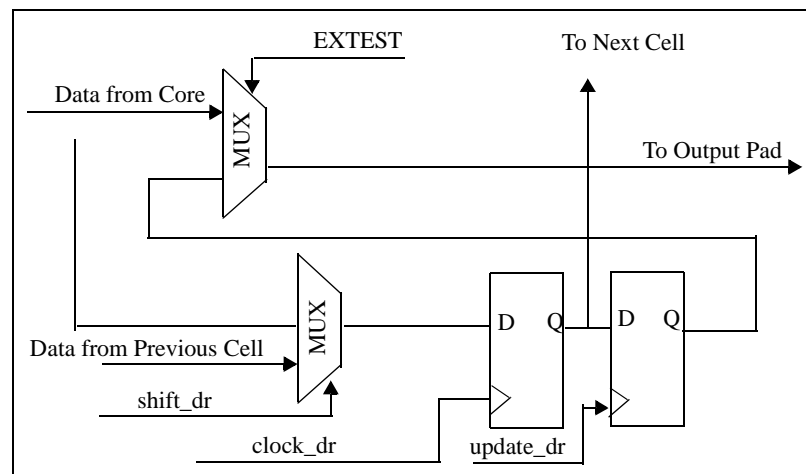 EXTEST
To Next Cell
Data from Core
MUX
To Output Pad
MUX
D Q
D Q
Data from Previous Cell
shift_dr
clock_dr
update_dr